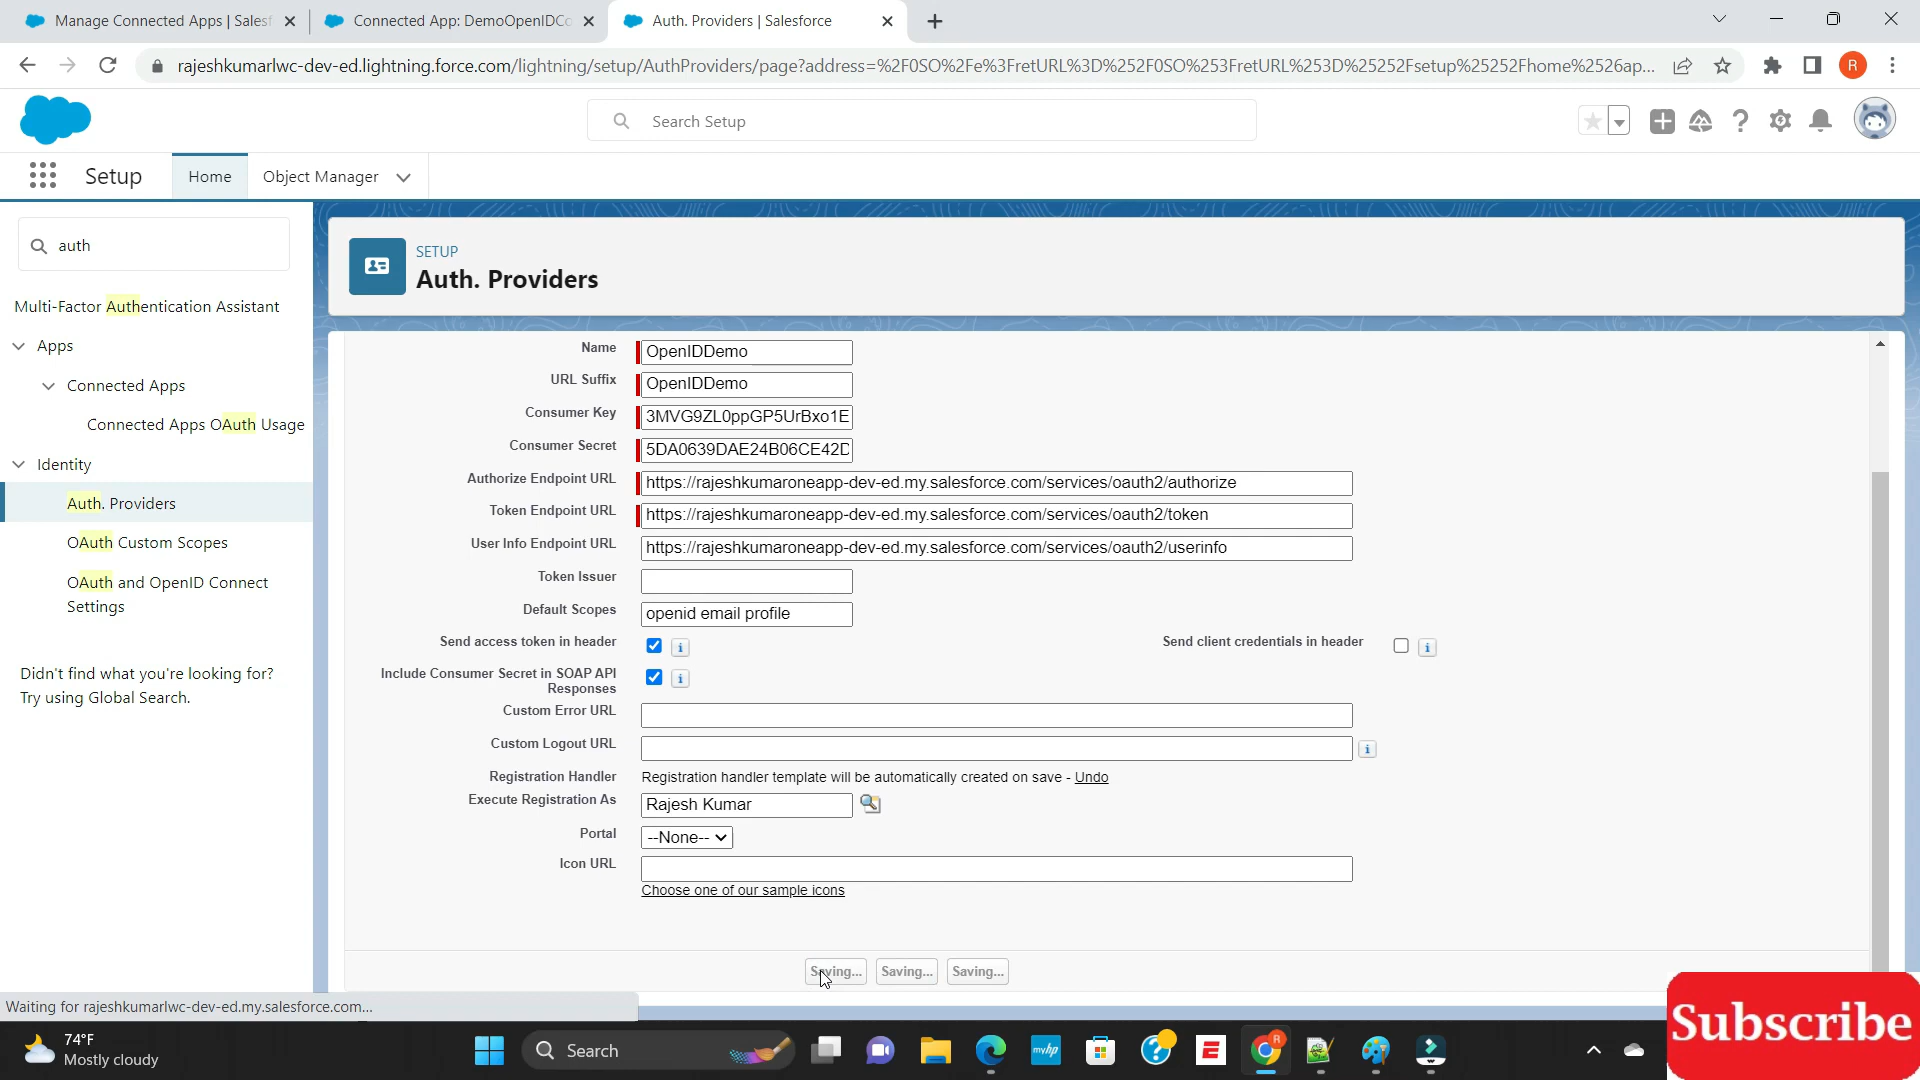 Manage Connected Apps | Salesf
Connected App: DemoOpenIDCo
Auth. Providers | Salesforce
rajeshkumarlwc-dev-ed.lightning.force.com/lightning/setup/AuthProviders/page?address=%2F0SO%2Fe%3FretURL%3D%252F0SO%253FretURL%253D%25252Fsetup%25252Fhome%2526ap...
R
Search Setup
Setup
Home
Object Manager
auth
Multi-Factor Authentication Assistant
Apps
Connected Apps
Connected Apps OAuth Usage
Identity
Auth. Providers
OAuth Custom Scopes
OAuth and OpenID Connect
Settings
Didn't find what you're looking for?
Try using Global Search.
SETUP
Auth. Providers
Name OpenIDDemo
URL Suffix OpenIDDemo
Consumer Key 3MVG9ZL0ppGP5UrBxo1E
Consumer Secret 5DA0639DAE24B06CE42D
Authorize Endpoint URL https://rajeshkumaroneapp-dev-ed.my.salesforce.com/services/oauth2/authorize
Token Endpoint URL https://rajeshkumaroneapp-dev-ed.my.salesforce.com/services/oauth2/token
User Info Endpoint URL https://rajeshkumaroneapp-dev-ed.my.salesforce.com/services/oauth2/userinfo
Token Issuer
Default Scopes openid email profile
Send access token in header i Send client credentials in header i
Include Consumer Secret in SOAP API
Responses i
Custom Error URL
Custom Logout URL i
Registration Handler Registration handler template will be automatically created on save - Undo
Execute Registration As Rajesh Kumar
Portal --None--
Icon URL
Choose one of our sample icons
Saving... Saving... Saving...
Waiting for rajeshkumarlwc-dev-ed.my.salesforce.com...
Subscribe
74°F
Mostly cloudy
Search
myhp